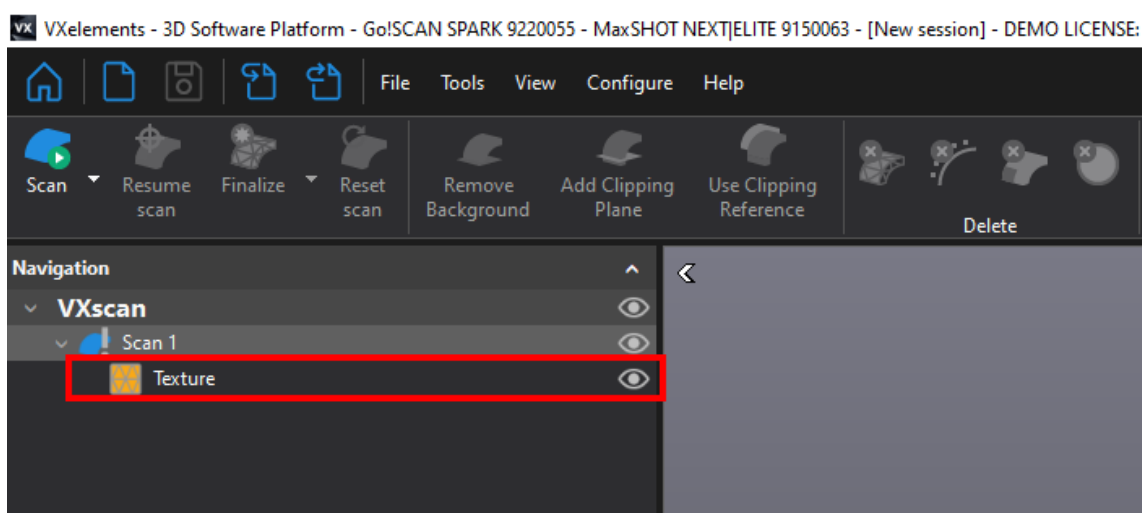 VX VXelements - 3D Software Platform - Go!SCAN SPARK 9220055 - MaxSHOT NEXT|ELITE 9150063 - [New session] - DEMO LICENSE:
File Tools View Configure Help
Scan Resume scan Finalize Reset scan Remove Background Add Clipping Plane Use Clipping Reference
Delete
Navigation
VXscan
Scan 1
Texture